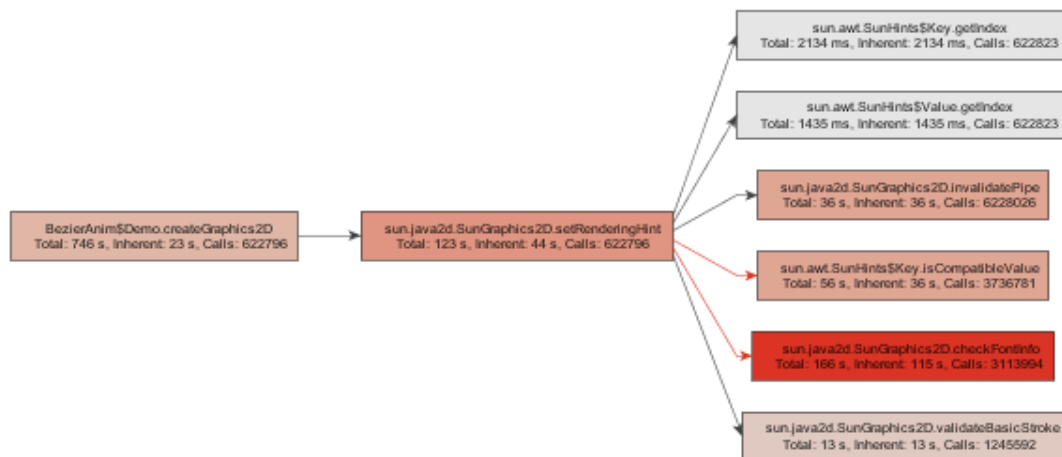 sun.awt.SunHints$Key.getIndex
Total: 2134 ms, Inherent: 2134 ms, Calls: 622823
sun.awt.SunHints$Value.getIndex
Total: 1435 ms, Inherent: 1435 ms, Calls: 622823
sun.java2d.SunGraphics2D.invalidatePipe
Total: 36 s, Inherent: 36 s, Calls: 6228026
BezierAnim$Demo.createGraphics2D
Total: 746 s, Inherent: 23 s, Calls: 622796
sun.java2d.SunGraphics2D.setRenderingHint
Total: 123 s, Inherent: 44 s, Calls: 622796
sun.awt.SunHints$Key.isCompatibleValue
Total: 56 s, Inherent: 36 s, Calls: 3736781
sun.java2d.SunGraphics2D.checkFontInfo
Total: 166 s, Inherent: 115 s, Calls: 3113994
sun.java2d.SunGraphics2D.validateBasicStroke
Total: 13 s, Inherent: 13 s, Calls: 1245592